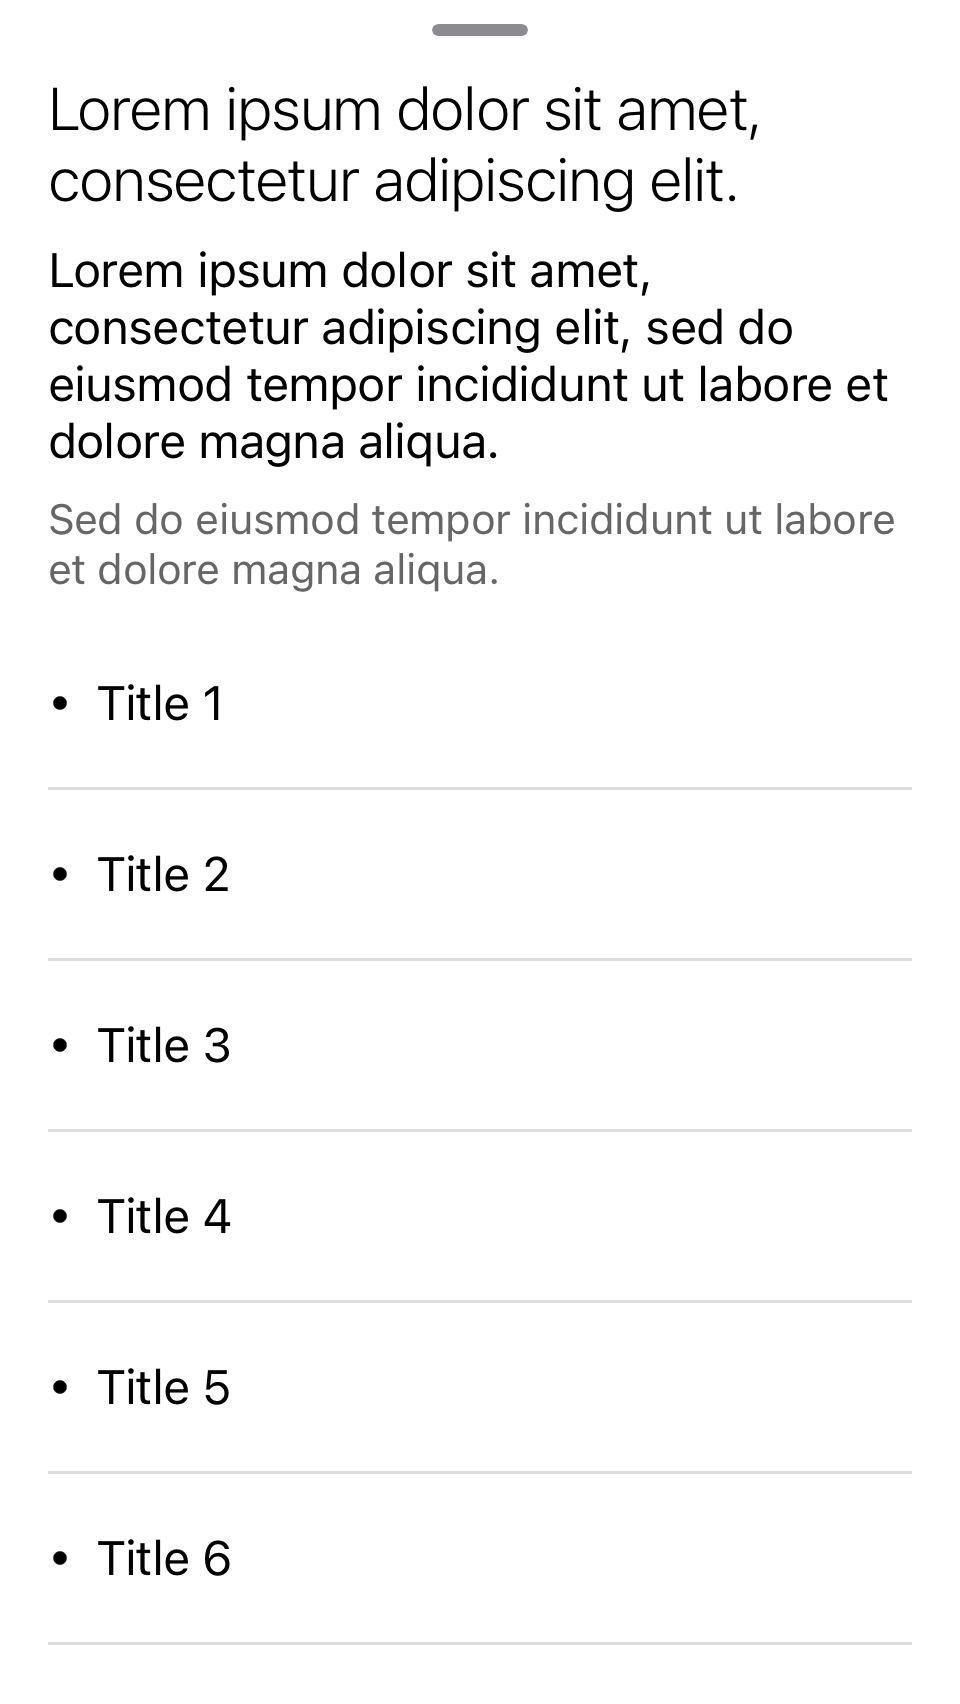 Lorem ipsum dolor sit amet,
consectetur adipiscing elit.
Lorem ipsum dolor sit amet,
consectetur adipiscing elit, sed do
eiusmod tempor incididunt ut labore et
dolore magna aliqua.
Sed do eiusmod tempor incididunt ut labore
et dolore magna aliqua.
• Title 1
• Title 2
• Title 3
• Title 4
• Title 5
• Title 6